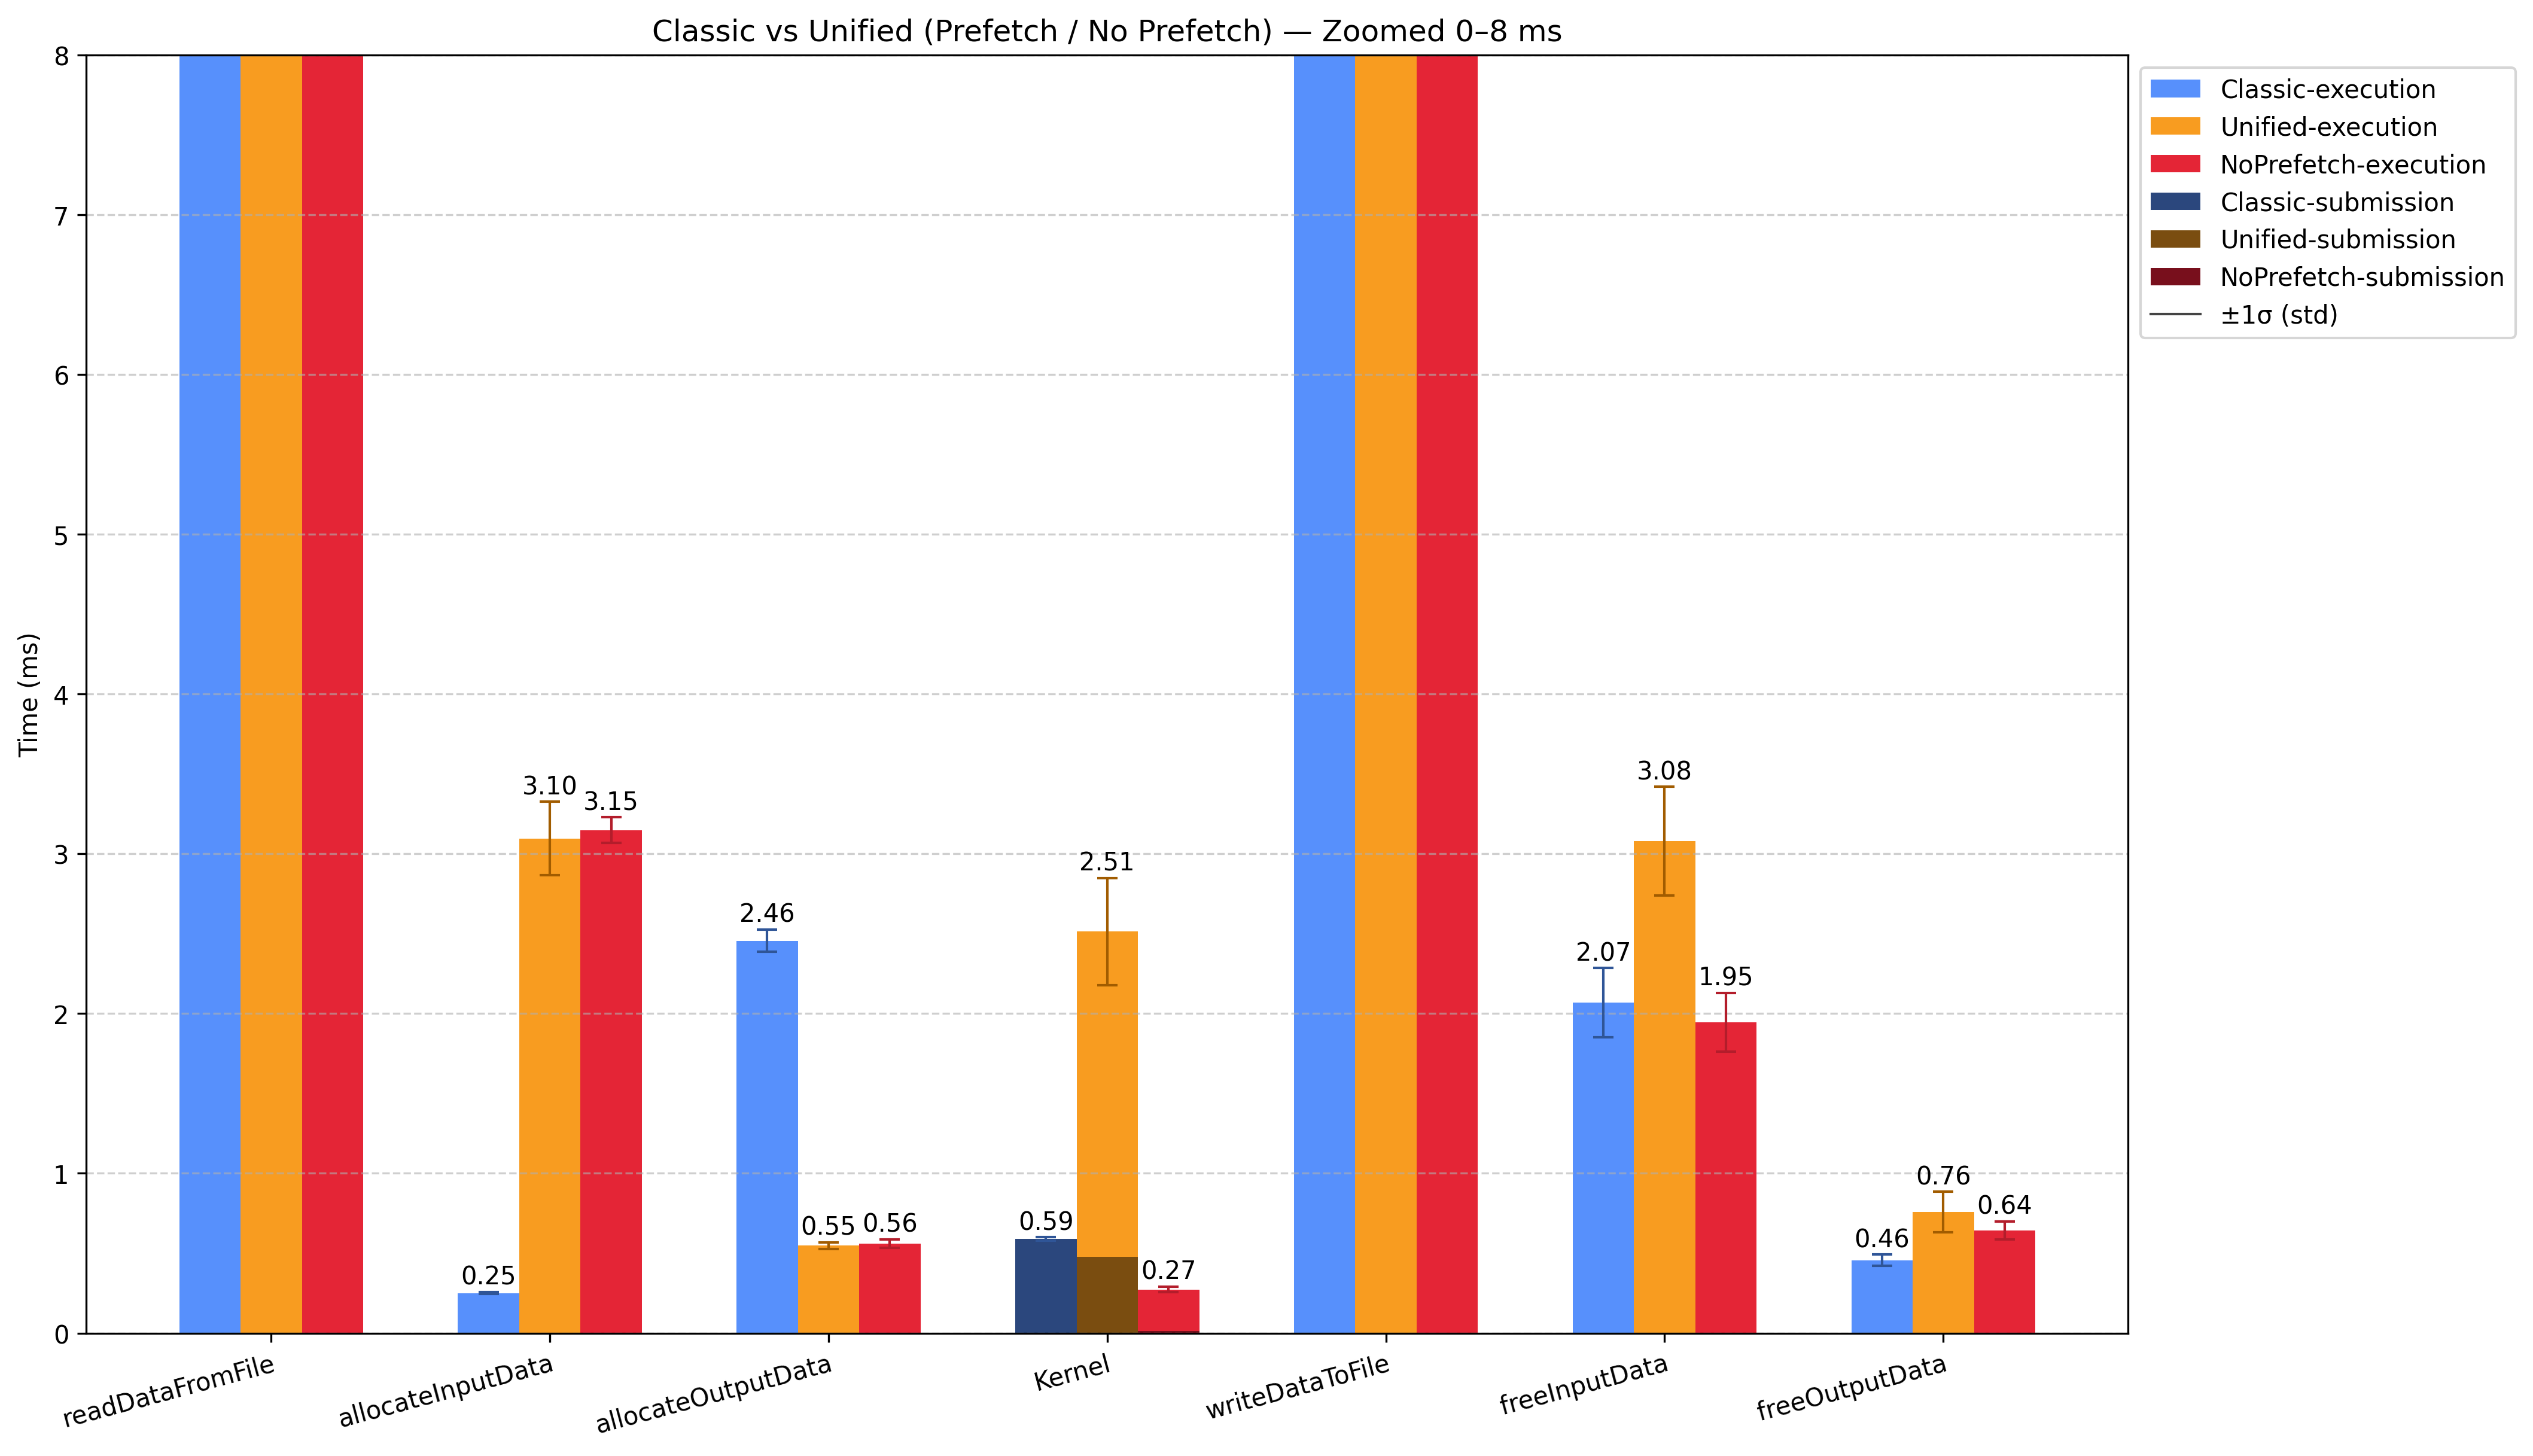 Classic vs Unified (Prefetch / No Prefetch) — Zoomed 0–8 ms
Time (ms)
8
7
6
5
4
3
2
1
0
3.10
3.15
0.25
2.46
0.55
0.56
0.59
2.51
0.27
2.07
3.08
1.95
0.46
0.76
0.64
readDataFromFile
allocateInputData
allocateOutputData
Kernel
writeDataToFile
freeInputData
freeOutputData
Classic-execution
Unified-execution
NoPrefetch-execution
Classic-submission
Unified-submission
NoPrefetch-submission
±1σ (std)